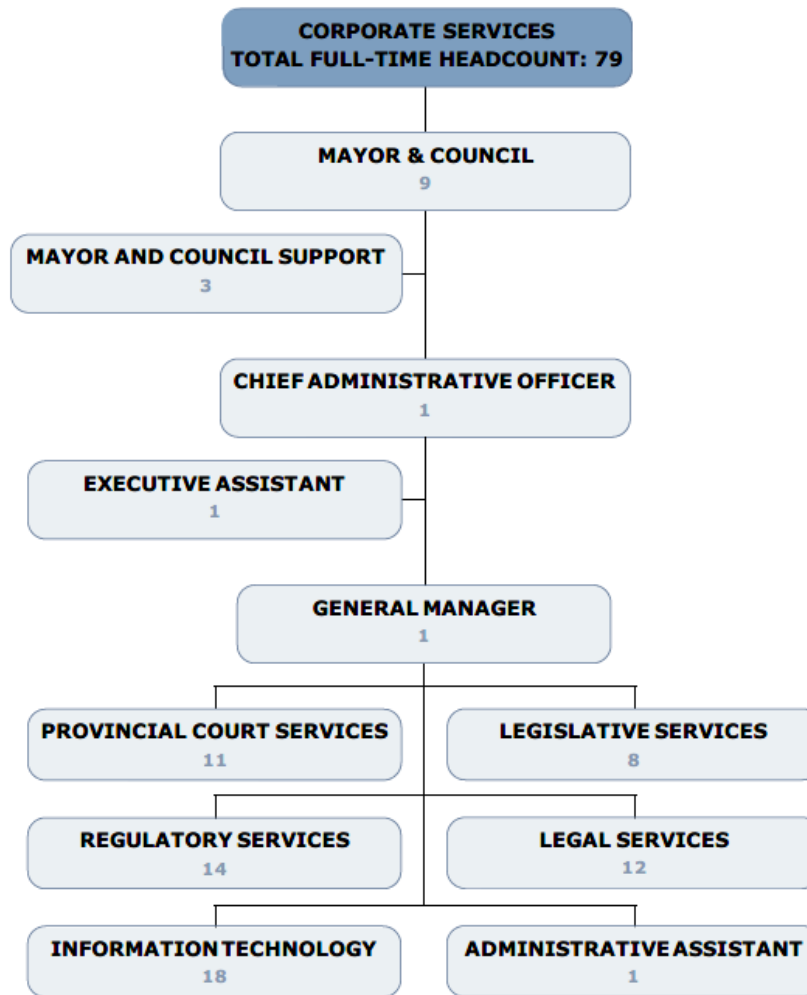 CORPORATE SERVICES
TOTAL FULL-TIME HEADCOUNT: 79
MAYOR & COUNCIL
9
MAYOR AND COUNCIL SUPPORT
3
CHIEF ADMINISTRATIVE OFFICER
1
EXECUTIVE ASSISTANT
1
GENERAL MANAGER
1
PROVINCIAL COURT SERVICES
11
LEGISLATIVE SERVICES
8
REGULATORY SERVICES
14
LEGAL SERVICES
12
INFORMATION TECHNOLOGY
18
ADMINISTRATIVE ASSISTANT
1